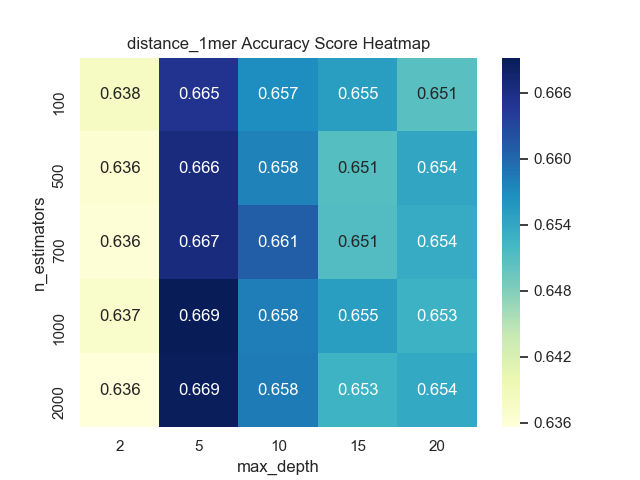 distance_1mer Accuracy Score Heatmap
n_estimators
100 0.638 0.665 0.657 0.655 0.651
500 0.636 0.666 0.658 0.651 0.654
700 0.636 0.667 0.661 0.651 0.654
1000 0.637 0.669 0.658 0.655 0.653
2000 0.636 0.669 0.658 0.653 0.654
2 5 10 15 20
max_depth
0.666
0.660
0.654
0.648
0.642
0.636